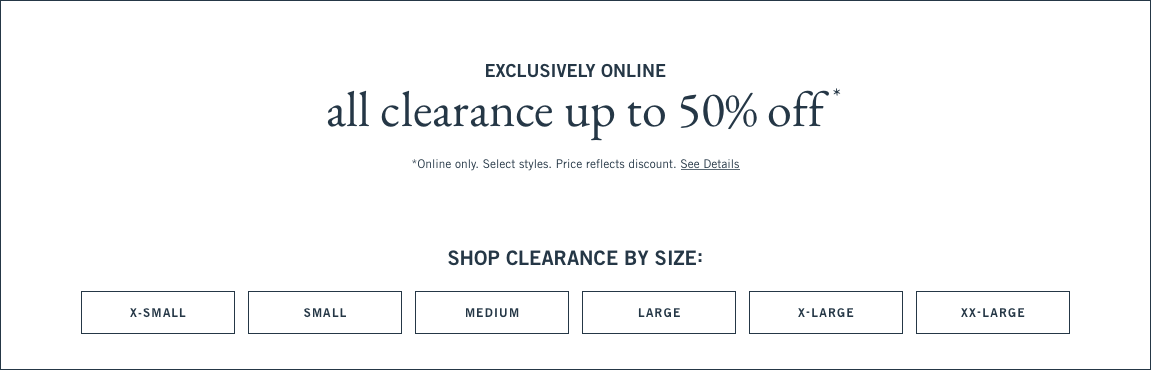 EXCLUSIVELY ONLINE
all clearance up to 50% off*
*Online only. Select styles. Price reflects discount. See Details
SHOP CLEARANCE BY SIZE:
X-SMALL
SMALL
MEDIUM
LARGE
X-LARGE
XX-LARGE